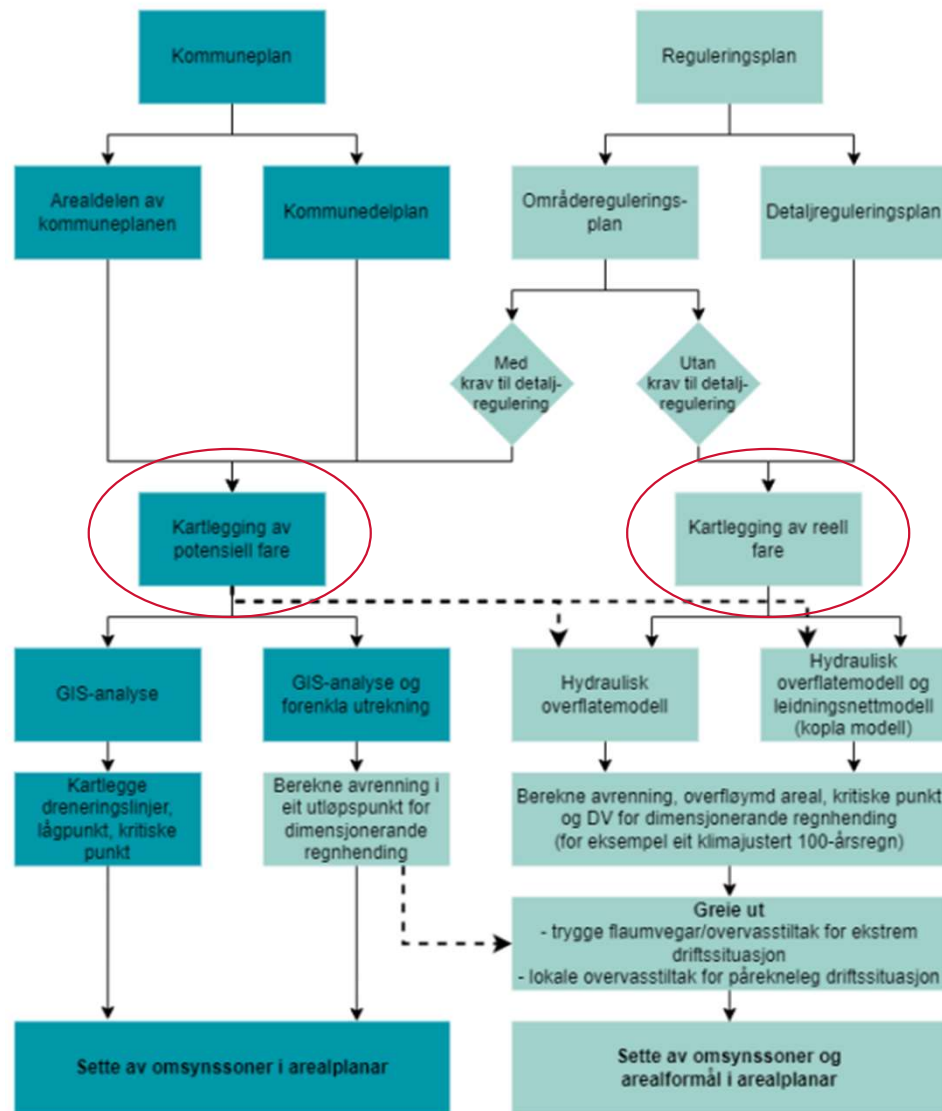 Kommuneplan
Reguleringsplan
Arealdelen av
kommuneplanen
Kommunedelplan
Områderegulerings-
plan
Detaljreguleringsplan
Med
krav til detalj-
regulering
Utan
krav til detalj-
regulering
Kartlegging av
potensiell fare
Kartlegging av reell
fare
GIS-analyse
GIS-analyse og
forenkla utrekning
Hydraulisk
overflatemodell
Hydraulisk
overflatemodell og
leidningsnettmodell
(kopla modell)
Kartlegge
dreneringslinjer,
lågpunkt, kritiske
punkt
Berekne avrenning i
eit utløpspunkt for
dimensjonerande
regnhending
Berekne avrenning, overfløymd areal, kritiske punkt
og DV for dimensjonerande regnhending
(for eksempel eit klimajustert 100-årsregn)
Greie ut
- trygge flaumvegar/overvasstiltak for ekstrem
driftssituasjon
- lokale overvasstiltak for pårekneleg driftssituasjon
Sette av omsynssoner i arealplanar
Sette av omsynssoner og
arealformål i arealplanar